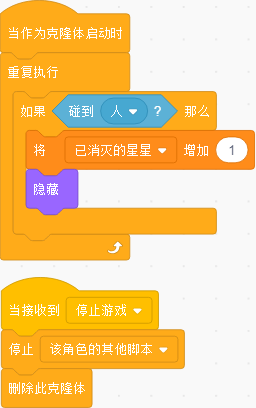 当作为克隆体启动时
重复执行
如果 碰到 人 ? 那么
将 已消灭的星星 增加 1
隐藏
当接收到 停止游戏
停止 该角色的其他脚本
删除此克隆体